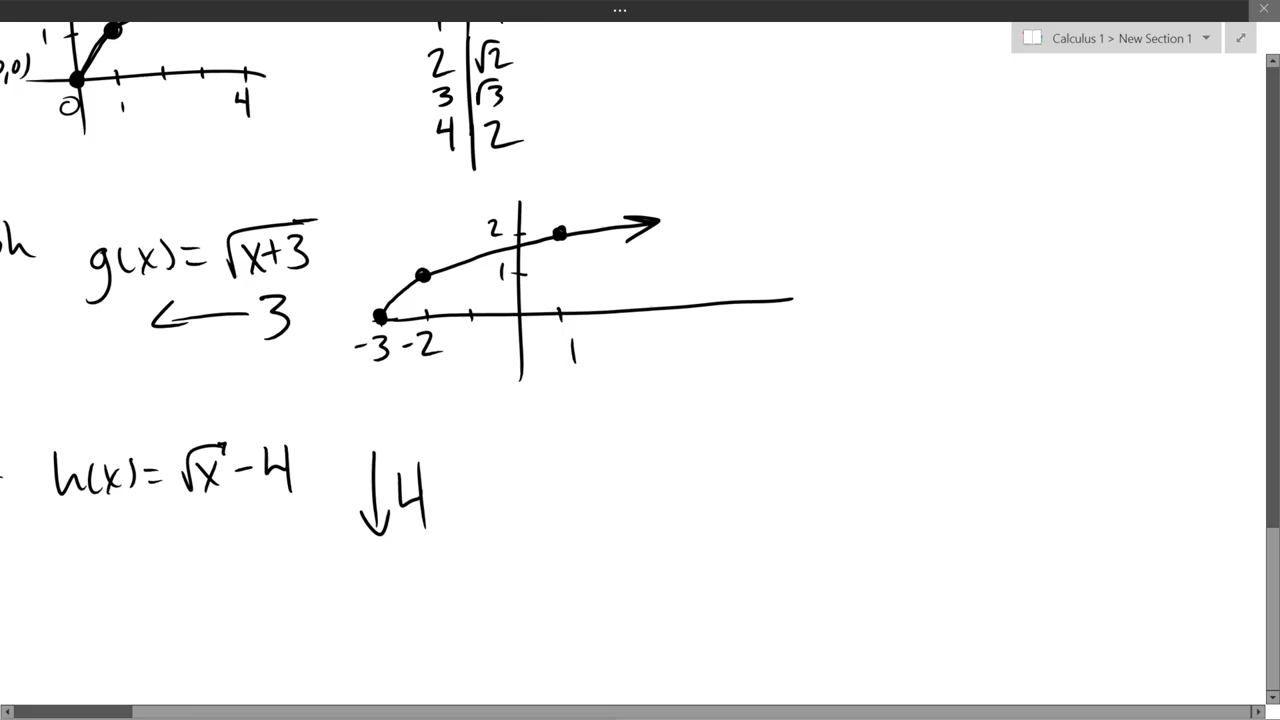 ...
Calculus 1 > New Section 1
1
0,0)
0 1 4
2 √2
3 √3
4 2
g(x) = √x+3
← 3
2
1
-3 -2 1
h(x) = √x - 4 ↓4